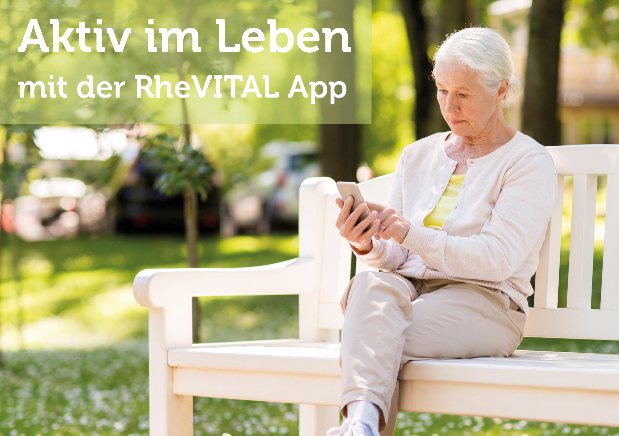 Aktiv im Leben
mit der RheVITAL App